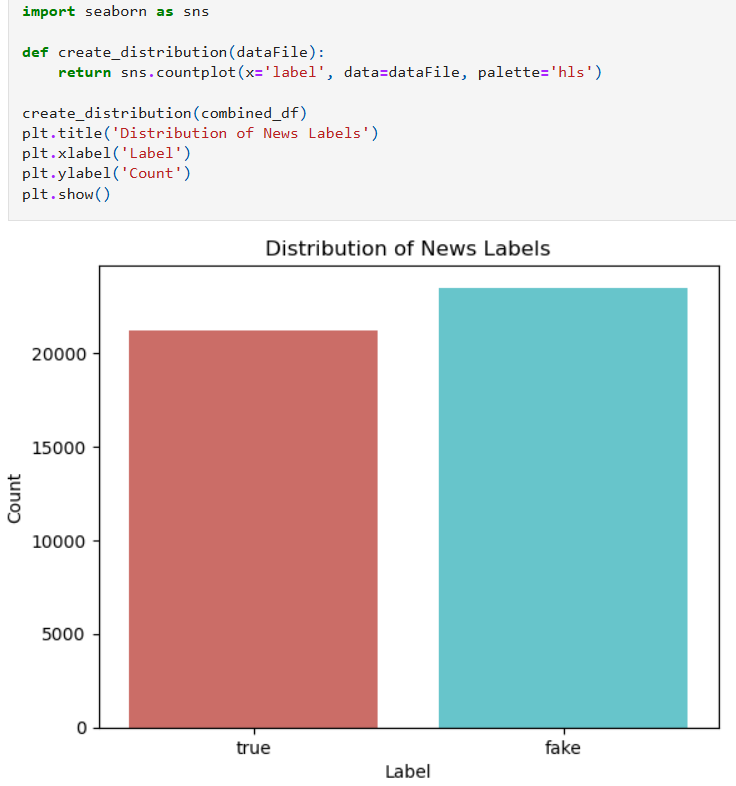 import seaborn as sns
def create_distribution(dataFile):
    return sns.countplot(x='label', data=dataFile, palette='hls')
create_distribution(combined_df)
plt.title('Distribution of News Labels')
plt.xlabel('Label')
plt.ylabel('Count')
plt.show()
Distribution of News Labels
20000
15000
10000
5000
0
Count
true fake
Label